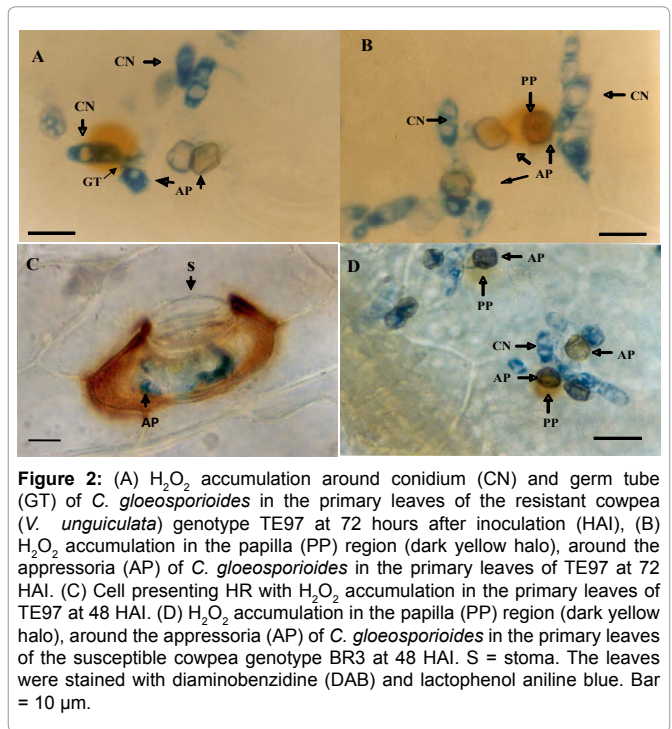 A
CN
CN
GT
AP
B
PP
CN
CN
AP
C
S
AP
D
AP
PP
CN
AP
AP
PP
Figure 2: (A) H₂O₂ accumulation around conidium (CN) and germ tube
(GT) of C. gloeosporioides in the primary leaves of the resistant cowpea
(V. unguiculata) genotype TE97 at 72 hours after inoculation (HAI), (B)
H₂O₂ accumulation in the papilla (PP) region (dark yellow halo), around the
appressoria (AP) of C. gloeosporioides in the primary leaves of TE97 at 72
HAI. (C) Cell presenting HR with H₂O₂ accumulation in the primary leaves of
TE97 at 48 HAI. (D) H₂O₂ accumulation in the papilla (PP) region (dark yellow
halo), around the appressoria (AP) of C. gloeosporioides in the primary leaves
of the susceptible cowpea genotype BR3 at 48 HAI. S = stoma. The leaves
were stained with diaminobenzidine (DAB) and lactophenol aniline blue. Bar
= 10 µm.